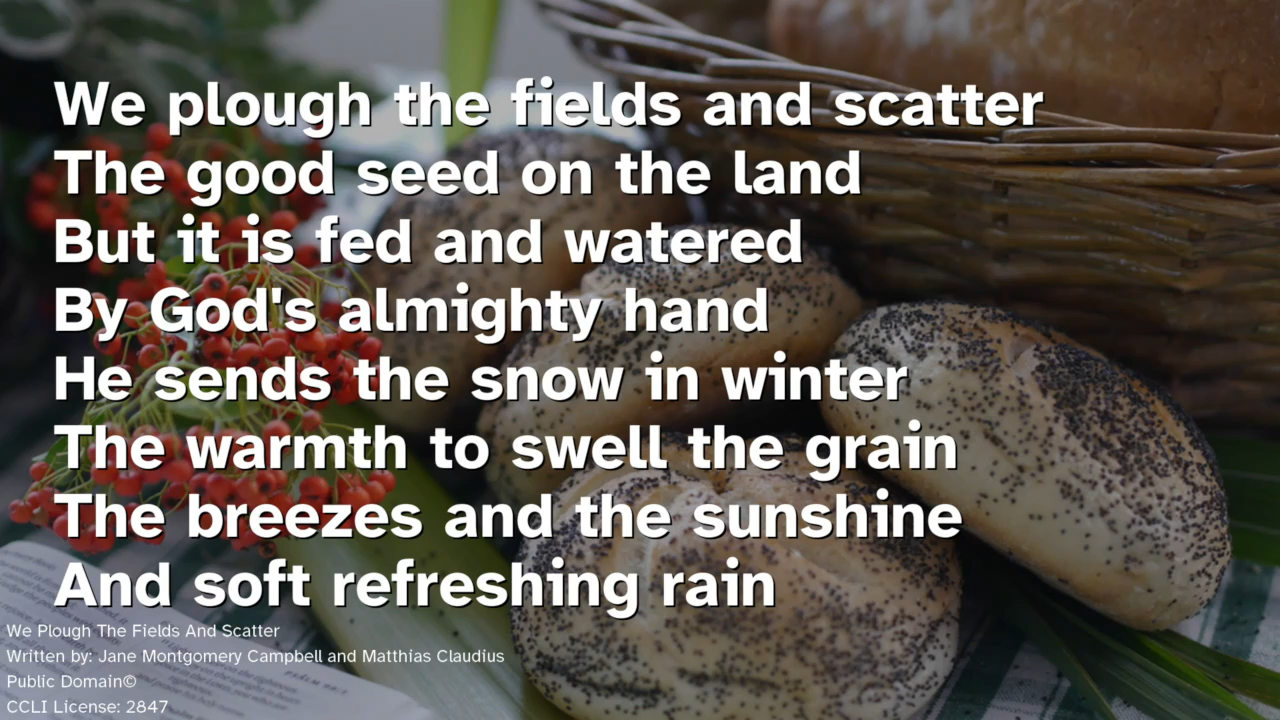 We plough the fields and scatter
The good seed on the land
But it is fed and watered
By God's almighty hand
He sends the snow in winter
The warmth to swell the grain
The breezes and the sunshine
And soft refreshing rain
We Plough The Fields And Scatter
Written by: Jane Montgomery Campbell and Matthias Claudius
Public Domain©
CCLI License: 2847